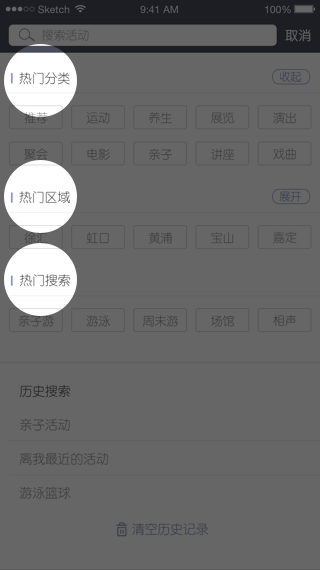 Sketch 9:41 AM 100%
搜索活动 取消
热门分类 收起
推荐 运动 养生 展览 演出
聚会 电影 亲子 讲座 戏曲
热门区域 展开
徐汇 虹口 黄浦 宝山 嘉定
热门搜索
亲子游 游泳 周末游 场馆 相声
历史搜索
亲子活动
离我最近的活动
游泳篮球
清空历史记录